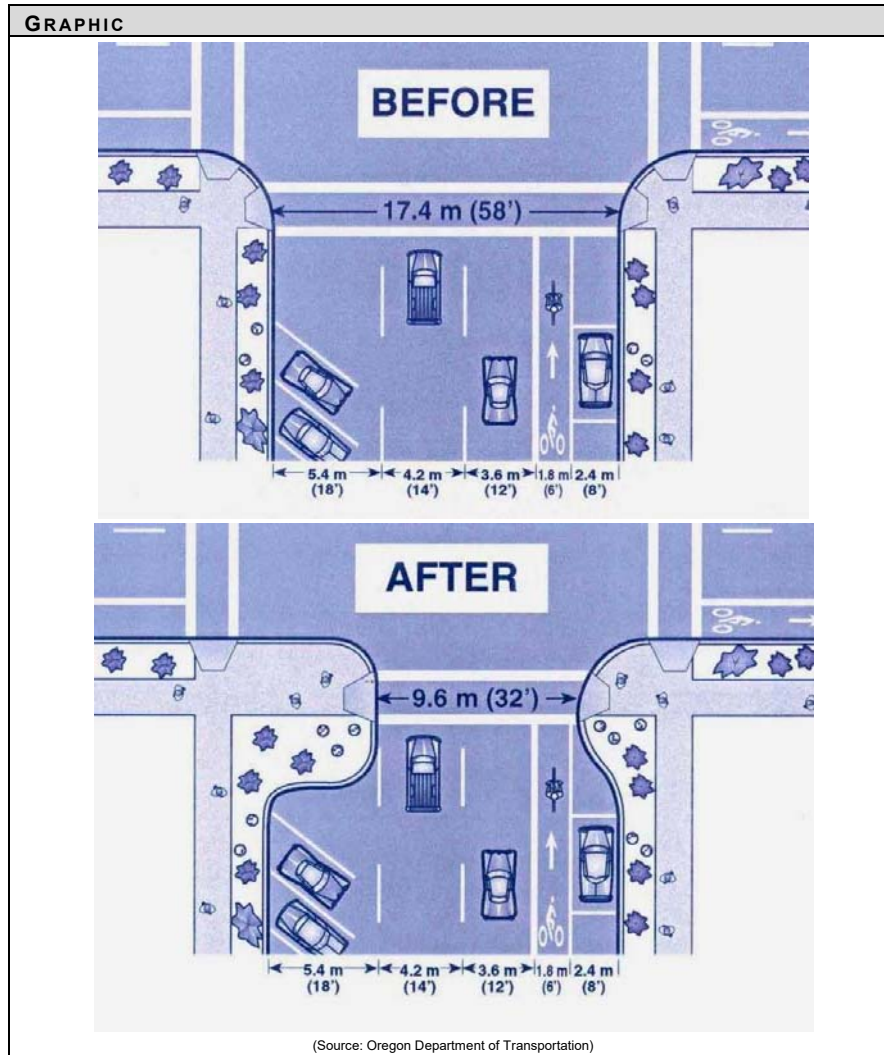 GRAPHIC
BEFORE
17.4 m (58')
5.4 m 4.2 m 3.6 m 1.8 m 2.4 m
(18') (14') (12') (6') (8')
AFTER
9.6 m (32')
5.4 m 4.2 m 3.6 m 1.8 m 2.4 m
(18') (14') (12') (6') (8')
(Source: Oregon Department of Transportation)